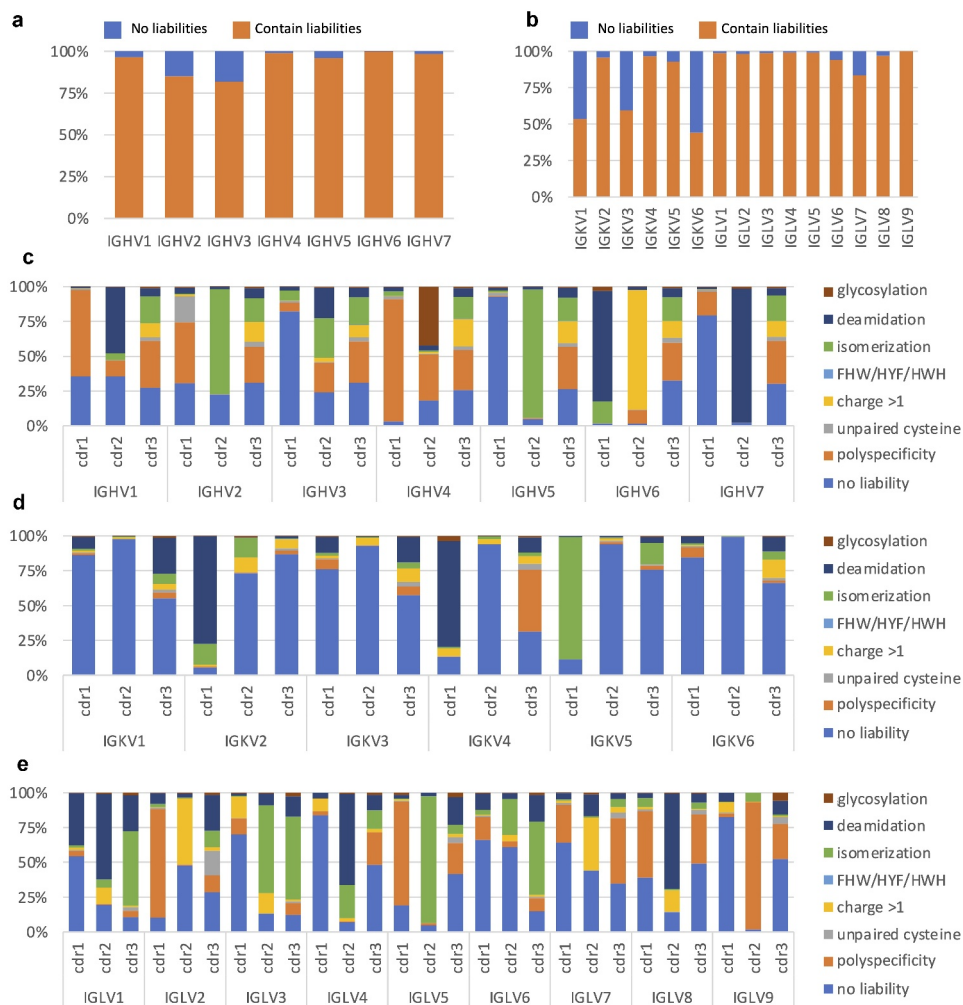 a
No liabilities Contain liabilities
100%
75%
50%
25%
0%
IGHV1 IGHV2 IGHV3 IGHV4 IGHV5 IGHV6 IGHV7
b
No liabilities Contain liabilities
100%
75%
50%
25%
0%
IGKV1 IGKV2 IGKV3 IGKV4 IGKV5 IGKV6 IGLV1 IGLV2 IGLV3 IGLV4 IGLV5 IGLV6 IGLV7 IGLV8 IGLV9
c
100%
75%
50%
25%
0%
cdr1 cdr2 cdr3 cdr1 cdr2 cdr3 cdr1 cdr2 cdr3 cdr1 cdr2 cdr3 cdr1 cdr2 cdr3 cdr1 cdr2 cdr3 cdr1 cdr2 cdr3
IGHV1 IGHV2 IGHV3 IGHV4 IGHV5 IGHV6 IGHV7
glycosylation
deamidation
isomerization
FHW/HYF/HWH
charge >1
unpaired cysteine
polyspecificity
no liability
d
100%
75%
50%
25%
0%
cdr1 cdr2 cdr3 cdr1 cdr2 cdr3 cdr1 cdr2 cdr3 cdr1 cdr2 cdr3 cdr1 cdr2 cdr3 cdr1 cdr2 cdr3
IGKV1 IGKV2 IGKV3 IGKV4 IGKV5 IGKV6
glycosylation
deamidation
isomerization
FHW/HYF/HWH
charge >1
unpaired cysteine
polyspecificity
no liability
e
100%
75%
50%
25%
0%
cdr1 cdr2 cdr3 cdr1 cdr2 cdr3 cdr1 cdr2 cdr3 cdr1 cdr2 cdr3 cdr1 cdr2 cdr3 cdr1 cdr2 cdr3 cdr1 cdr2 cdr3 cdr1 cdr2 cdr3 cdr1 cdr2 cdr3
IGLV1 IGLV2 IGLV3 IGLV4 IGLV5 IGLV6 IGLV7 IGLV8 IGLV9
glycosylation
deamidation
isomerization
FHW/HYF/HWH
charge >1
unpaired cysteine
polyspecificity
no liability